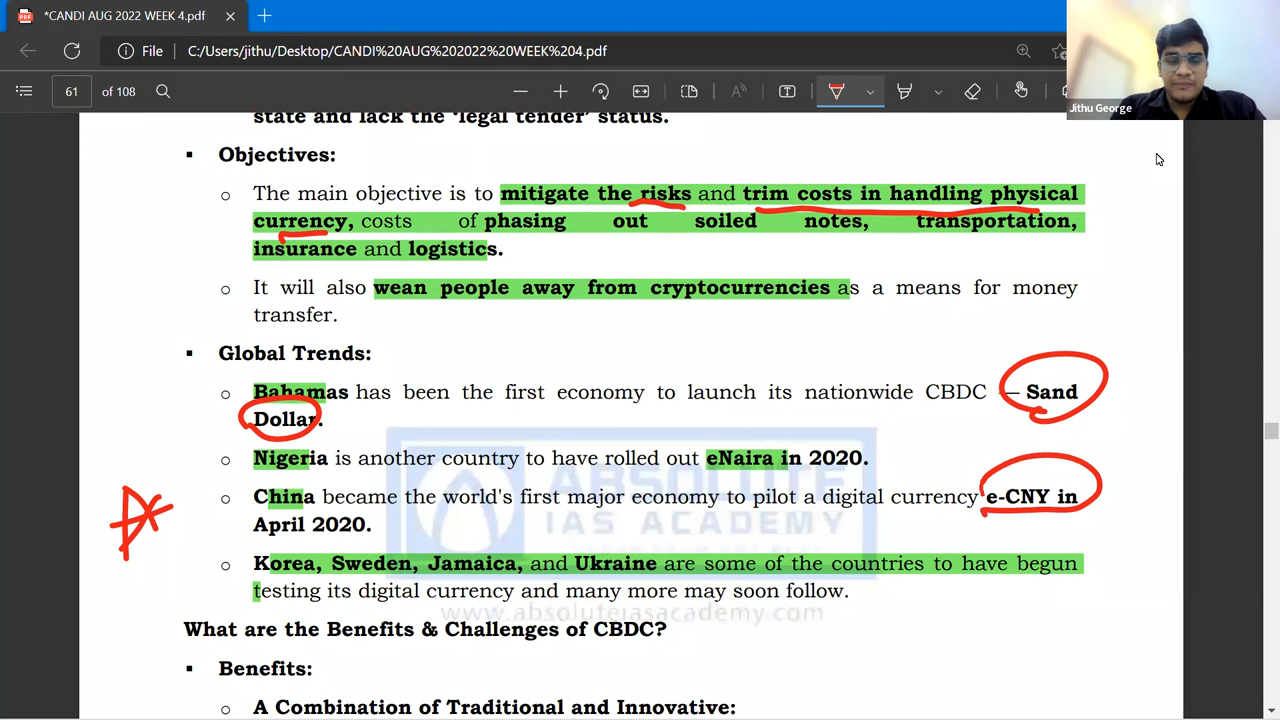 *CANDI AUG 2022 WEEK 4.pdf
File
C:/Users/jithu/Desktop/CANDI%20AUG%202022%20WEEK%204.pdf
61 of 108
Jithu George
state and lack the 'legal tender' status.
▪ Objectives:
o The main objective is to mitigate the risks and trim costs in handling physical
currency, costs of phasing out soiled notes, transportation,
insurance and logistics.
o It will also wean people away from cryptocurrencies as a means for money
transfer.
▪ Global Trends:
o Bahamas has been the first economy to launch its nationwide CBDC — Sand
Dollar.
o Nigeria is another country to have rolled out eNaira in 2020.
o China became the world's first major economy to pilot a digital currency e-CNY in
April 2020.
o Korea, Sweden, Jamaica, and Ukraine are some of the countries to have begun
testing its digital currency and many more may soon follow.
ABSOLUTE
IAS ACADEMY
www.absoluteiasacademy.com
What are the Benefits & Challenges of CBDC?
▪ Benefits:
o A Combination of Traditional and Innovative: